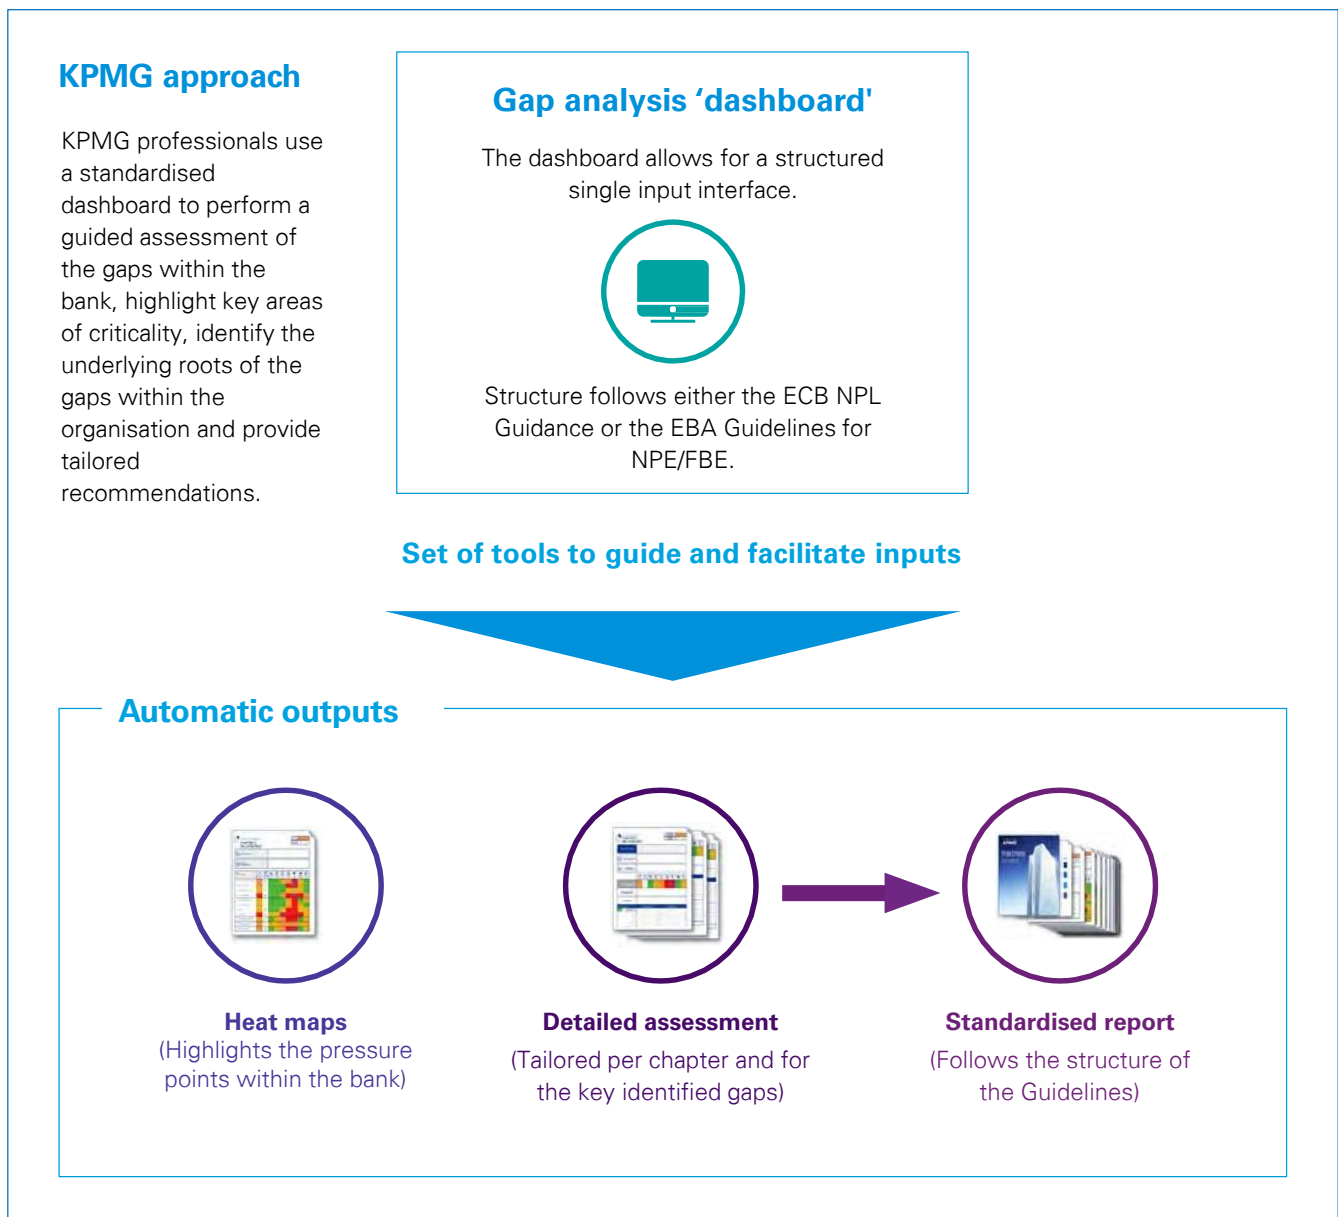 KPMG approach
KPMG professionals use
a standardised
dashboard to perform a
guided assessment of
the gaps within the
bank, highlight key areas
of criticality, identify the
underlying roots of the
gaps within the
organisation and provide
tailored
recommendations.
Gap analysis ‘dashboard'
The dashboard allows for a structured
single input interface.
Structure follows either the ECB NPL
Guidance or the EBA Guidelines for
NPE/FBE.
Set of tools to guide and facilitate inputs
Automatic outputs
Heat maps
(Highlights the pressure
points within the bank)
Detailed assessment
(Tailored per chapter and for
the key identified gaps)
Standardised report
(Follows the structure of
the Guidelines)